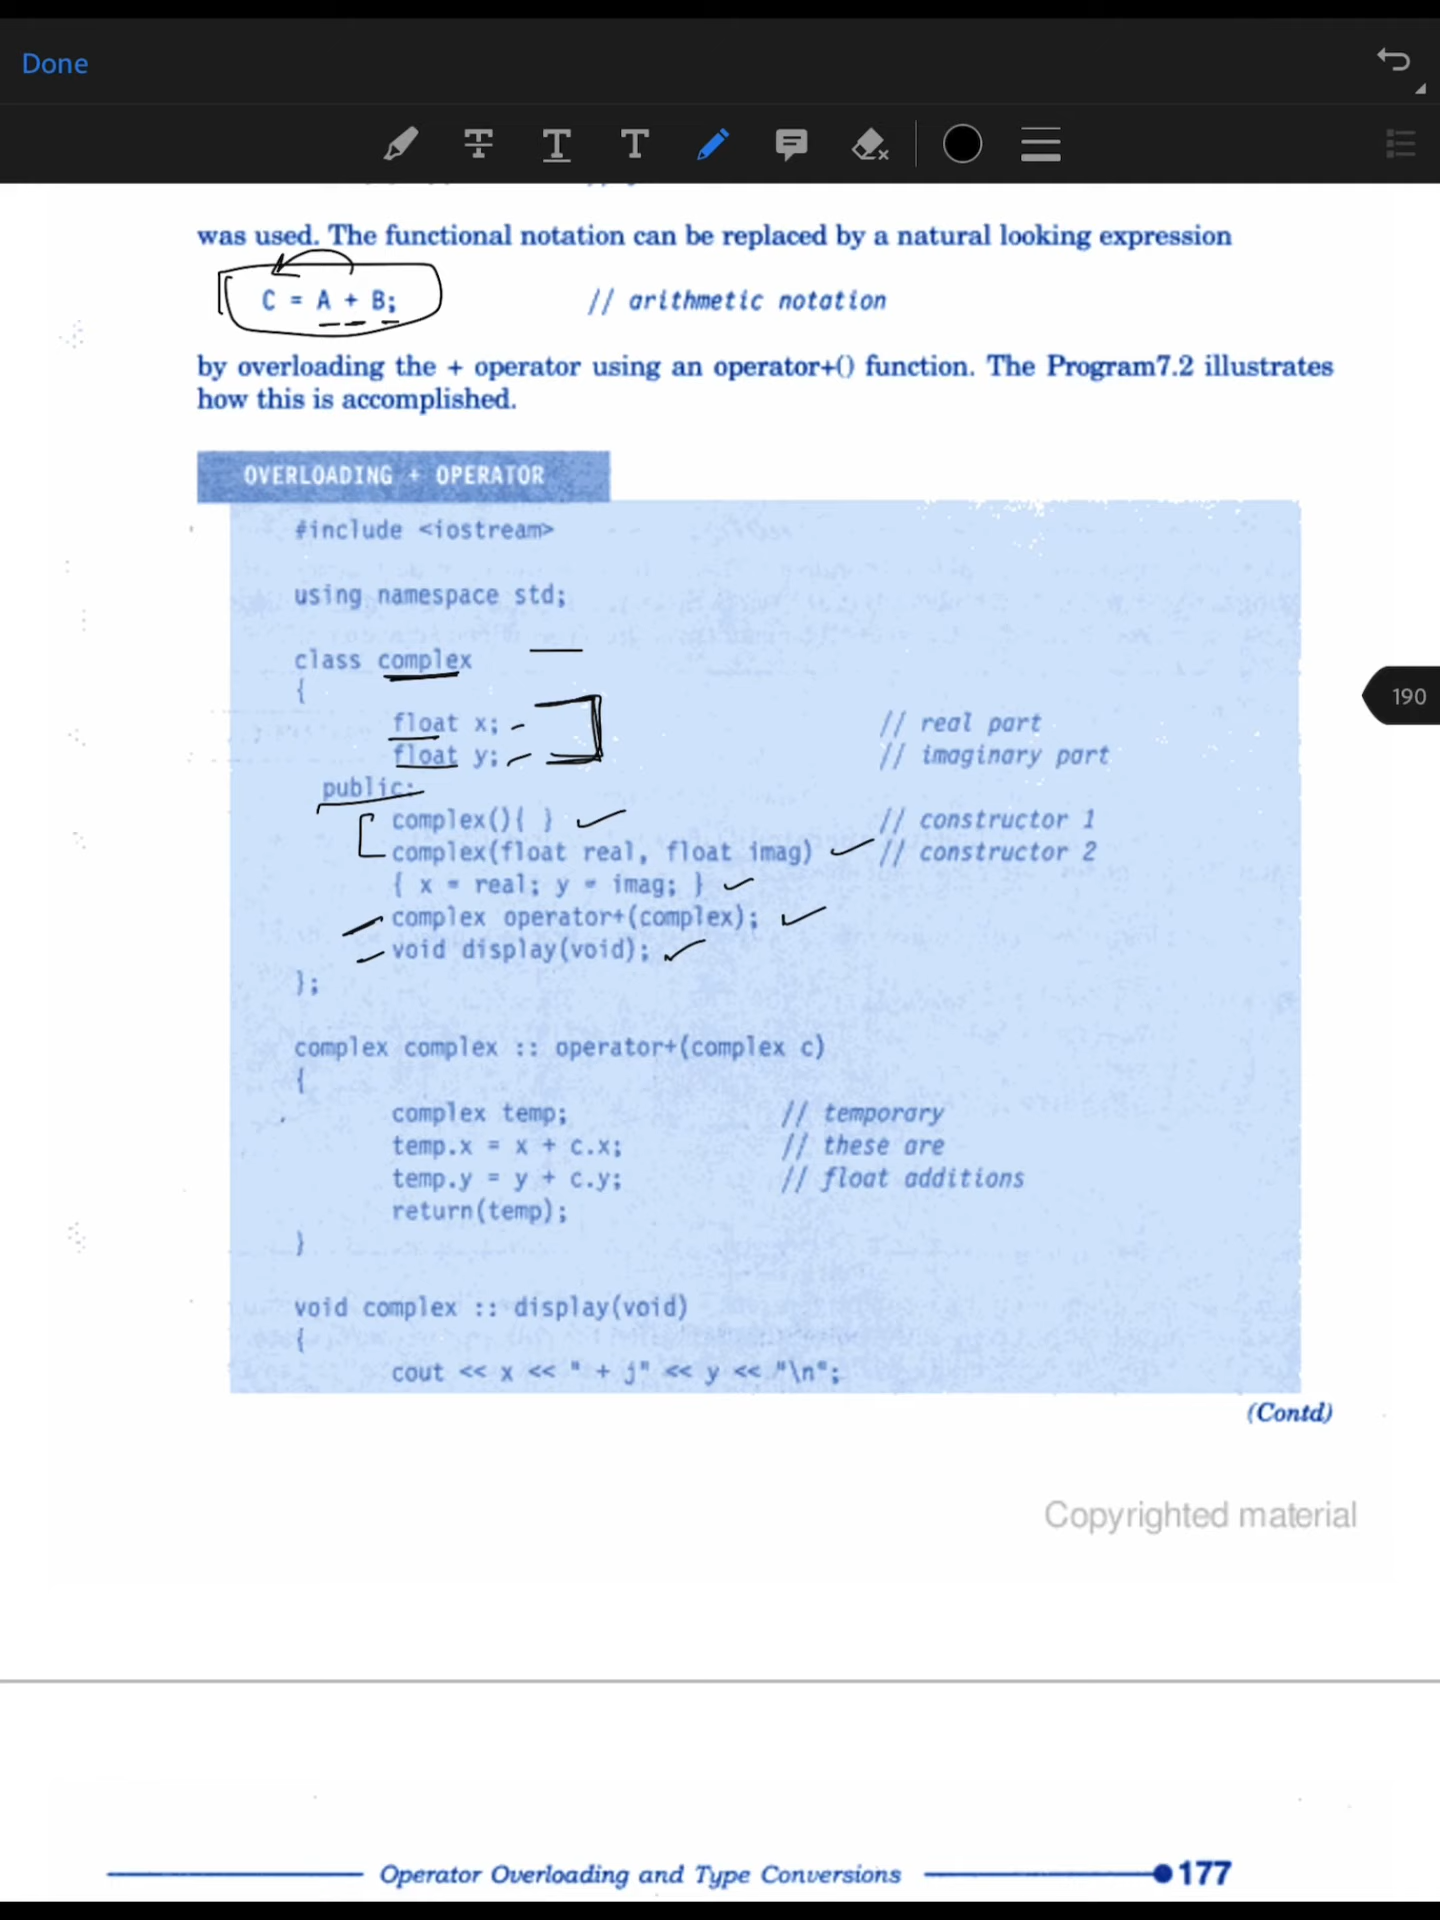 Done
was used. The functional notation can be replaced by a natural looking expression
C = A + B; // arithmetic notation
by overloading the + operator using an operator+() function. The Program7.2 illustrates
how this is accomplished.
OVERLOADING + OPERATOR
#include <iostream>
using namespace std;
class complex
{
float x; // real part
float y; // imaginary part
public:
complex(){ } // constructor 1
complex(float real, float imag) // constructor 2
{ x = real; y = imag; }
complex operator+(complex);
void display(void);
};
complex complex :: operator+(complex c)
{
complex temp; // temporary
temp.x = x + c.x; // these are
temp.y = y + c.y; // float additions
return(temp);
}
void complex :: display(void)
{
cout << x << " + j" << y << "\n";
(Contd)
Copyrighted material
190
Operator Overloading and Type Conversions 177